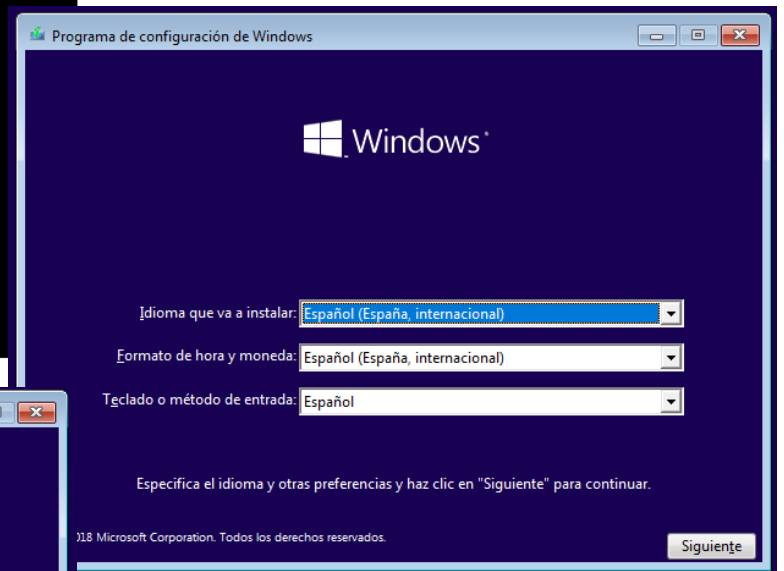 Programa de configuración de Windows
Windows
Idioma que va a instalar: Español (España, internacional)
Formato de hora y moneda: Español (España, internacional)
Teclado o método de entrada: Español
Especifica el idioma y otras preferencias y haz clic en "Siguiente" para continuar.
018 Microsoft Corporation. Todos los derechos reservados.
Siguiente